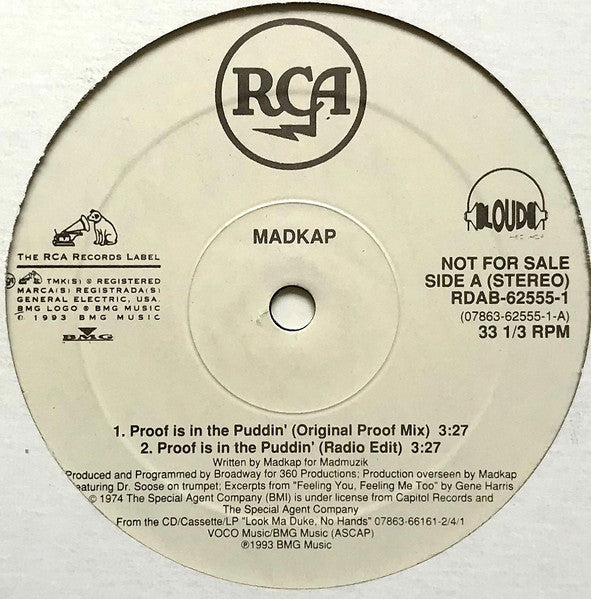 RCA
LOUD
THE RCA RECORDS LABEL
TMK(S) ® REGISTERED
MARCA(S) REGISTRADA(S)
GENERAL ELECTRIC, USA.
BMG LOGO ® BMG MUSIC
© 1993 BMG MUSIC
BMG
MADKAP
NOT FOR SALE
SIDE A (STEREO)
RDAB-62555-1
(07863-62555-1-A)
33 1/3 RPM
1. Proof is in the Puddin' (Original Proof Mix) 3:27
2. Proof is in the Puddin' (Radio Edit) 3:27
Written by Madkap for Madmuzik
Produced and Programmed by Broadway for 360 Productions; Production overseen by Madkap
Featuring Dr. Soose on trumpet; Excerpts from "Feeling You, Feeling Me Too" by Gene Harris
© 1974 The Special Agent Company (BMI) is under license from Capitol Records and
The Special Agent Company
From the CD/Cassette/LP "Look Ma Duke, No Hands" 07863-66161-2/4/1
VOCO Music/BMG Music (ASCAP)
℗1993 BMG Music